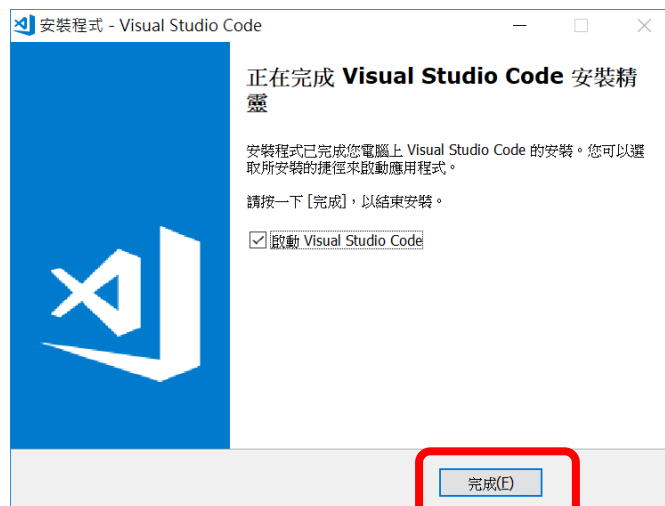 安裝程式 - Visual Studio Code
正在完成 Visual Studio Code 安裝精
靈
安裝程式已完成您電腦上 Visual Studio Code 的安裝。您可以選
取所安裝的捷徑來啟動應用程式。
請按一下 [完成]，以結束安裝。
啟動 Visual Studio Code
完成(F)